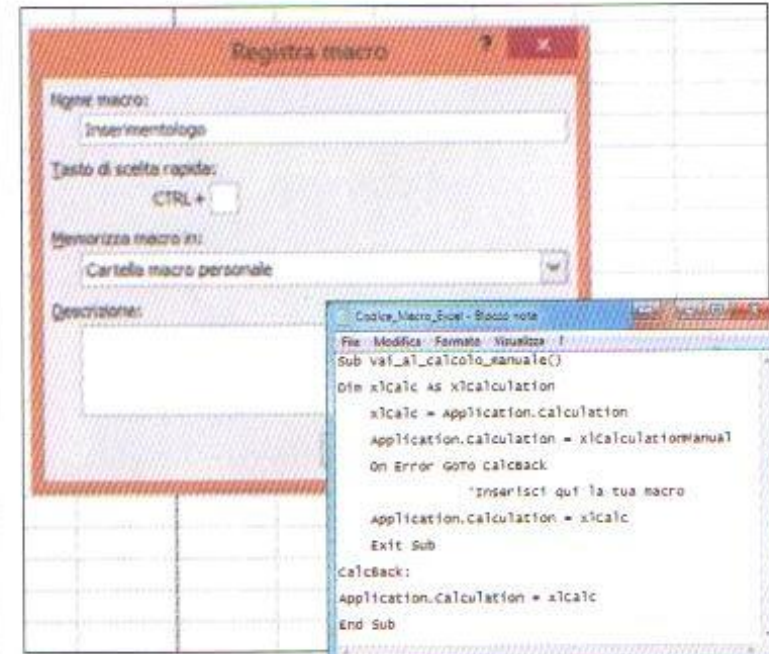 Registra macro ? x
Nome macro:
Inserimentologo
Tasto di scelta rapida:
CTRL +
Memorizza macro in:
Cartella macro personale
Descrizione:
Codice_Macro_Excel - Blocco note
File Modifica Formato Visualizza ?
Sub vai_al_calcolo_manuale()
Dim xlCalc As xlCalculation
xlCalc = Application.Calculation
Application.Calculation = xlCalculationManual
On Error GoTo CalcBack
'Inserisci qui la tua macro
Application.Calculation = xlCalc
Exit Sub
CalcBack:
Application.Calculation = xlCalc
End Sub